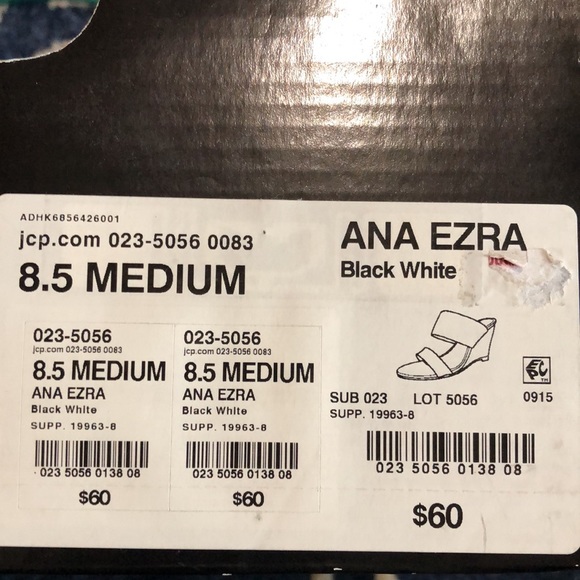 ADHK6856426001
jcp.com 023-5056 0083
8.5 MEDIUM
ANA EZRA
Black White
023-5056
jcp.com 023-5056 0083
8.5 MEDIUM
ANA EZRA
Black White
SUPP. 19963-8
023 5056 0138 08
$60
023-5056
jcp.com 023-5056 0083
8.5 MEDIUM
ANA EZRA
Black White
SUPP. 19963-8
023 5056 0138 08
$60
SUB 023 LOT 5056
SUPP. 19963-8
0915
023 5056 0138 08
$60